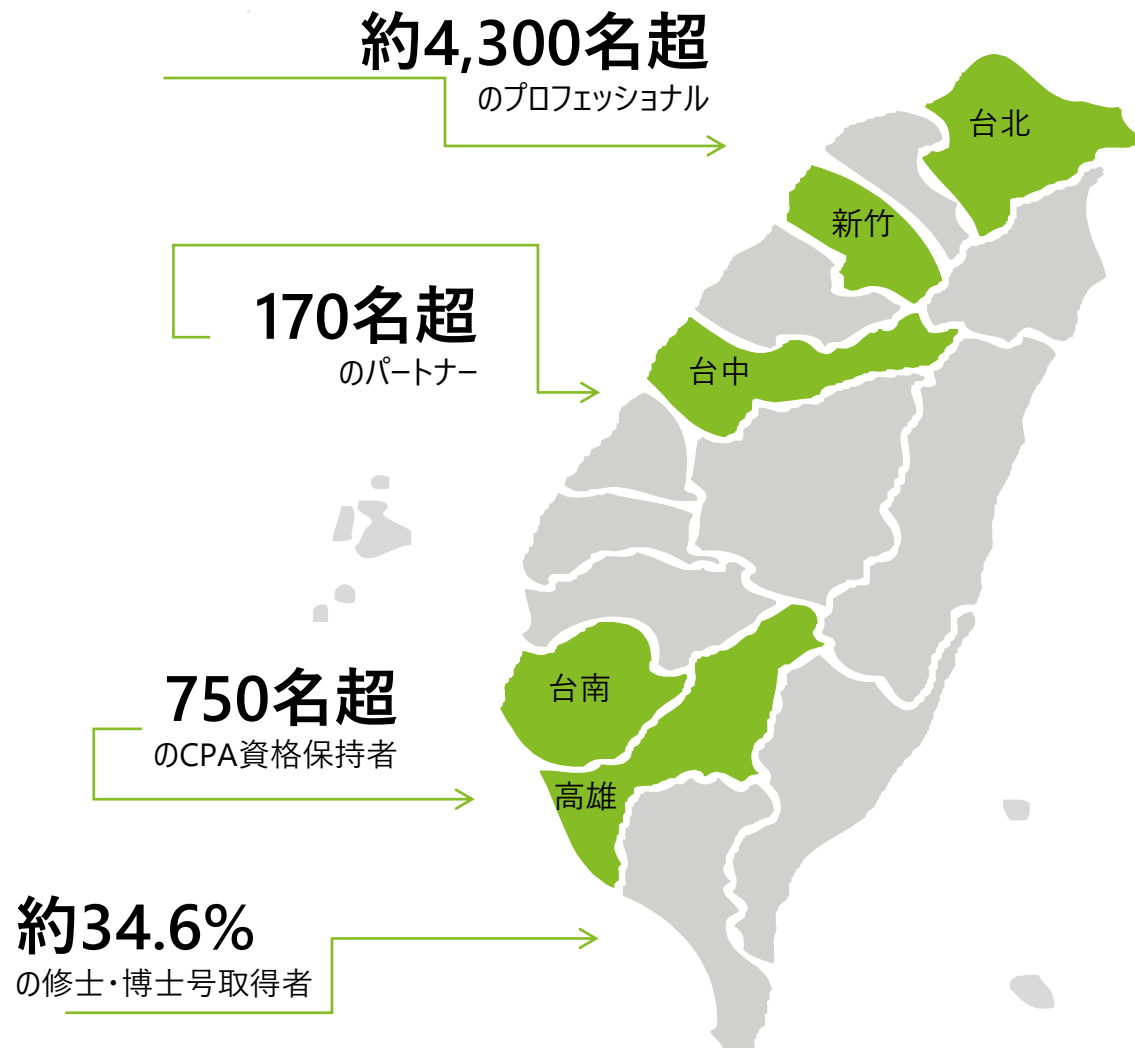 約4,300名超
のプロフェッショナル
台北
新竹
170名超
のパートナー
台中
750名超
のCPA資格保持者
台南
高雄
約34.6%
の修士・博士号取得者